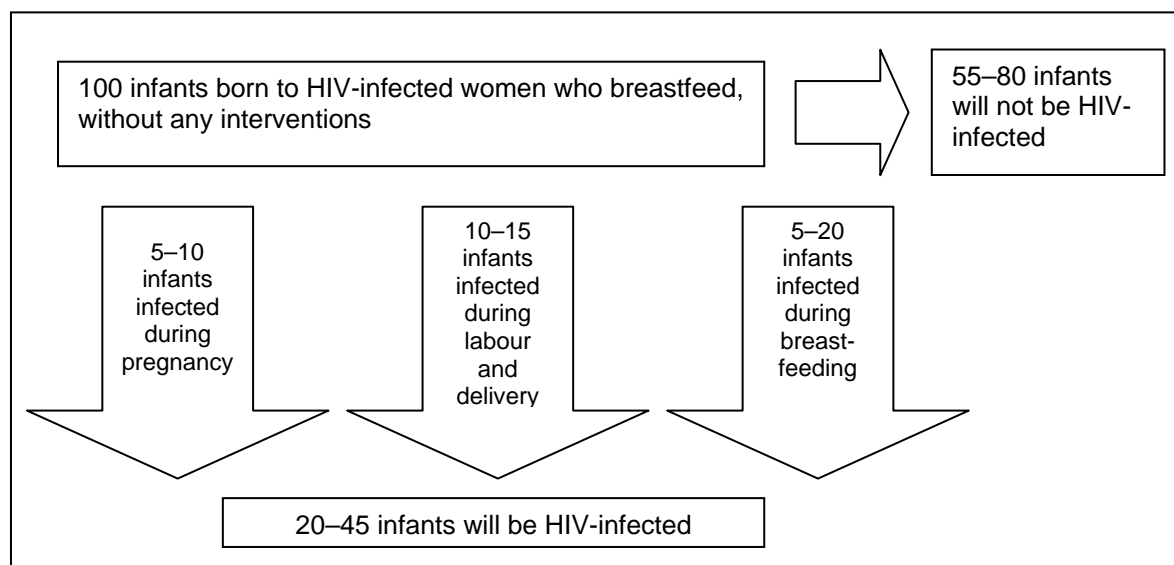 100 infants born to HIV-infected women who breastfeed,
without any interventions
55–80 infants
will not be HIV-
infected
5–10
infants
infected
during
pregnancy
10–15
infants
infected
during
labour
and
delivery
5–20
infants
infected
during
breast-
feeding
20–45 infants will be HIV-infected